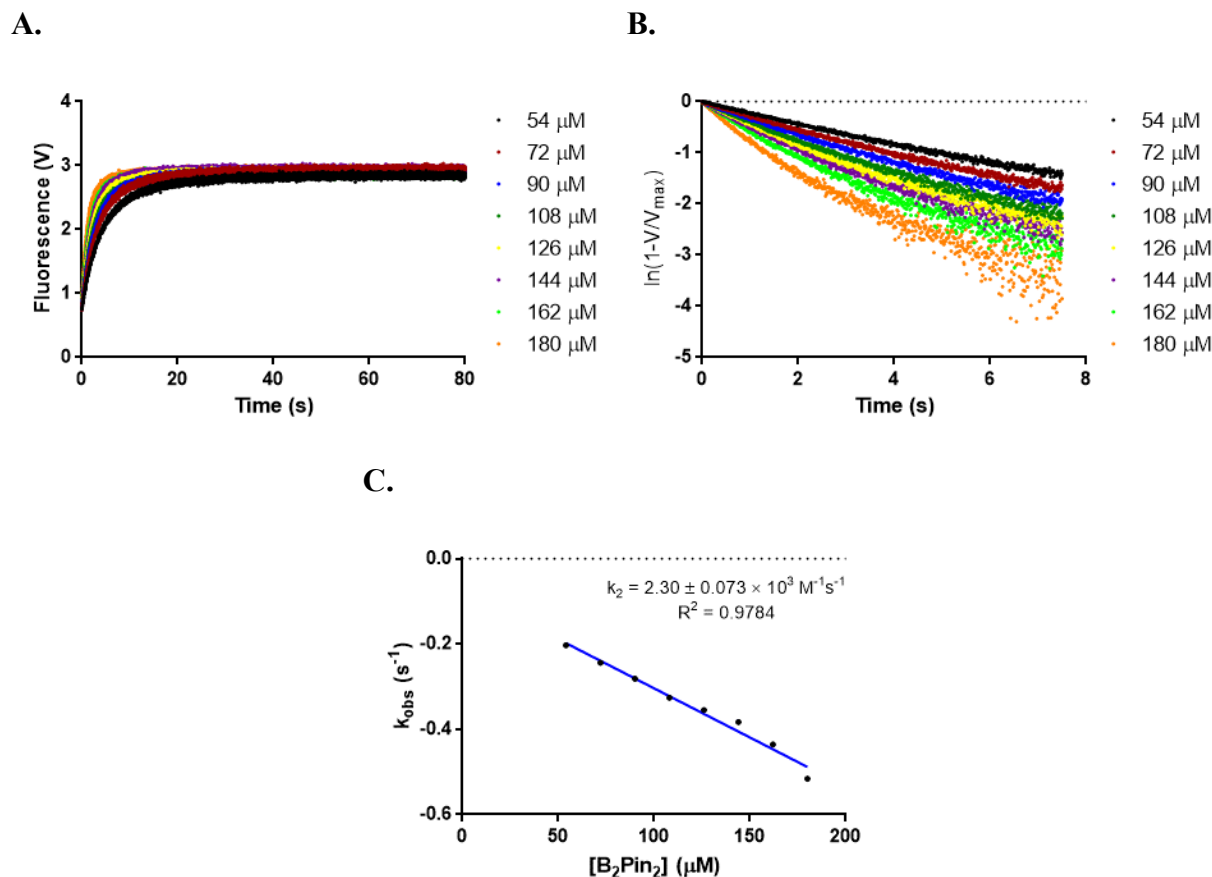 A.
Fluorescence (V)
4
3
2
1
0
0 20 40 60 80
Time (s)
54 μM
72 μM
90 μM
108 μM
126 μM
144 μM
162 μM
180 μM
B.
ln(1-V/Vmax)
0
-1
-2
-3
-4
-5
0 2 4 6 8
Time (s)
54 μM
72 μM
90 μM
108 μM
126 μM
144 μM
162 μM
180 μM
C.
kobs (s⁻¹)
0.0
-0.2
-0.4
-0.6
k₂ = 2.30 ± 0.073 × 10³ M⁻¹s⁻¹
R² = 0.9784
0 50 100 150 200
[B₂Pin₂] (μM)